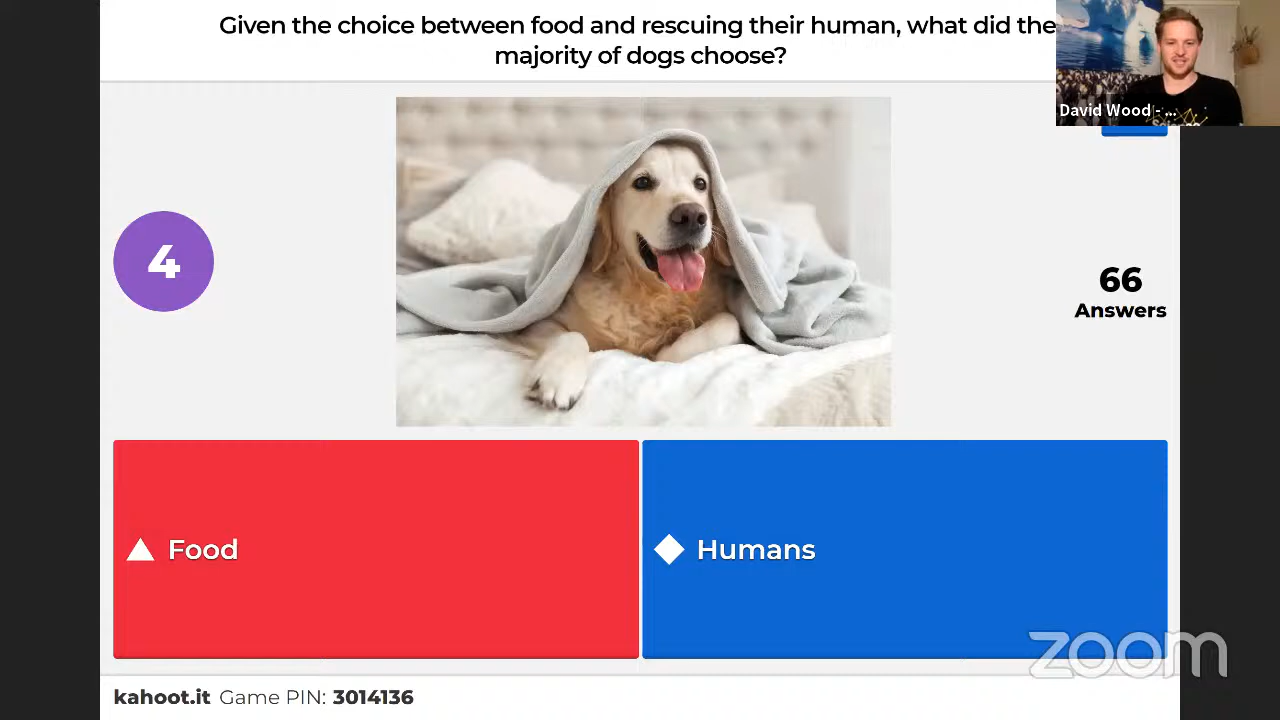 Given the choice between food and rescuing their human, what did the
majority of dogs choose?
David Wood - ...
Science
4
66
Answers
Food
Humans
zoom
kahoot.it Game PIN: 3014136